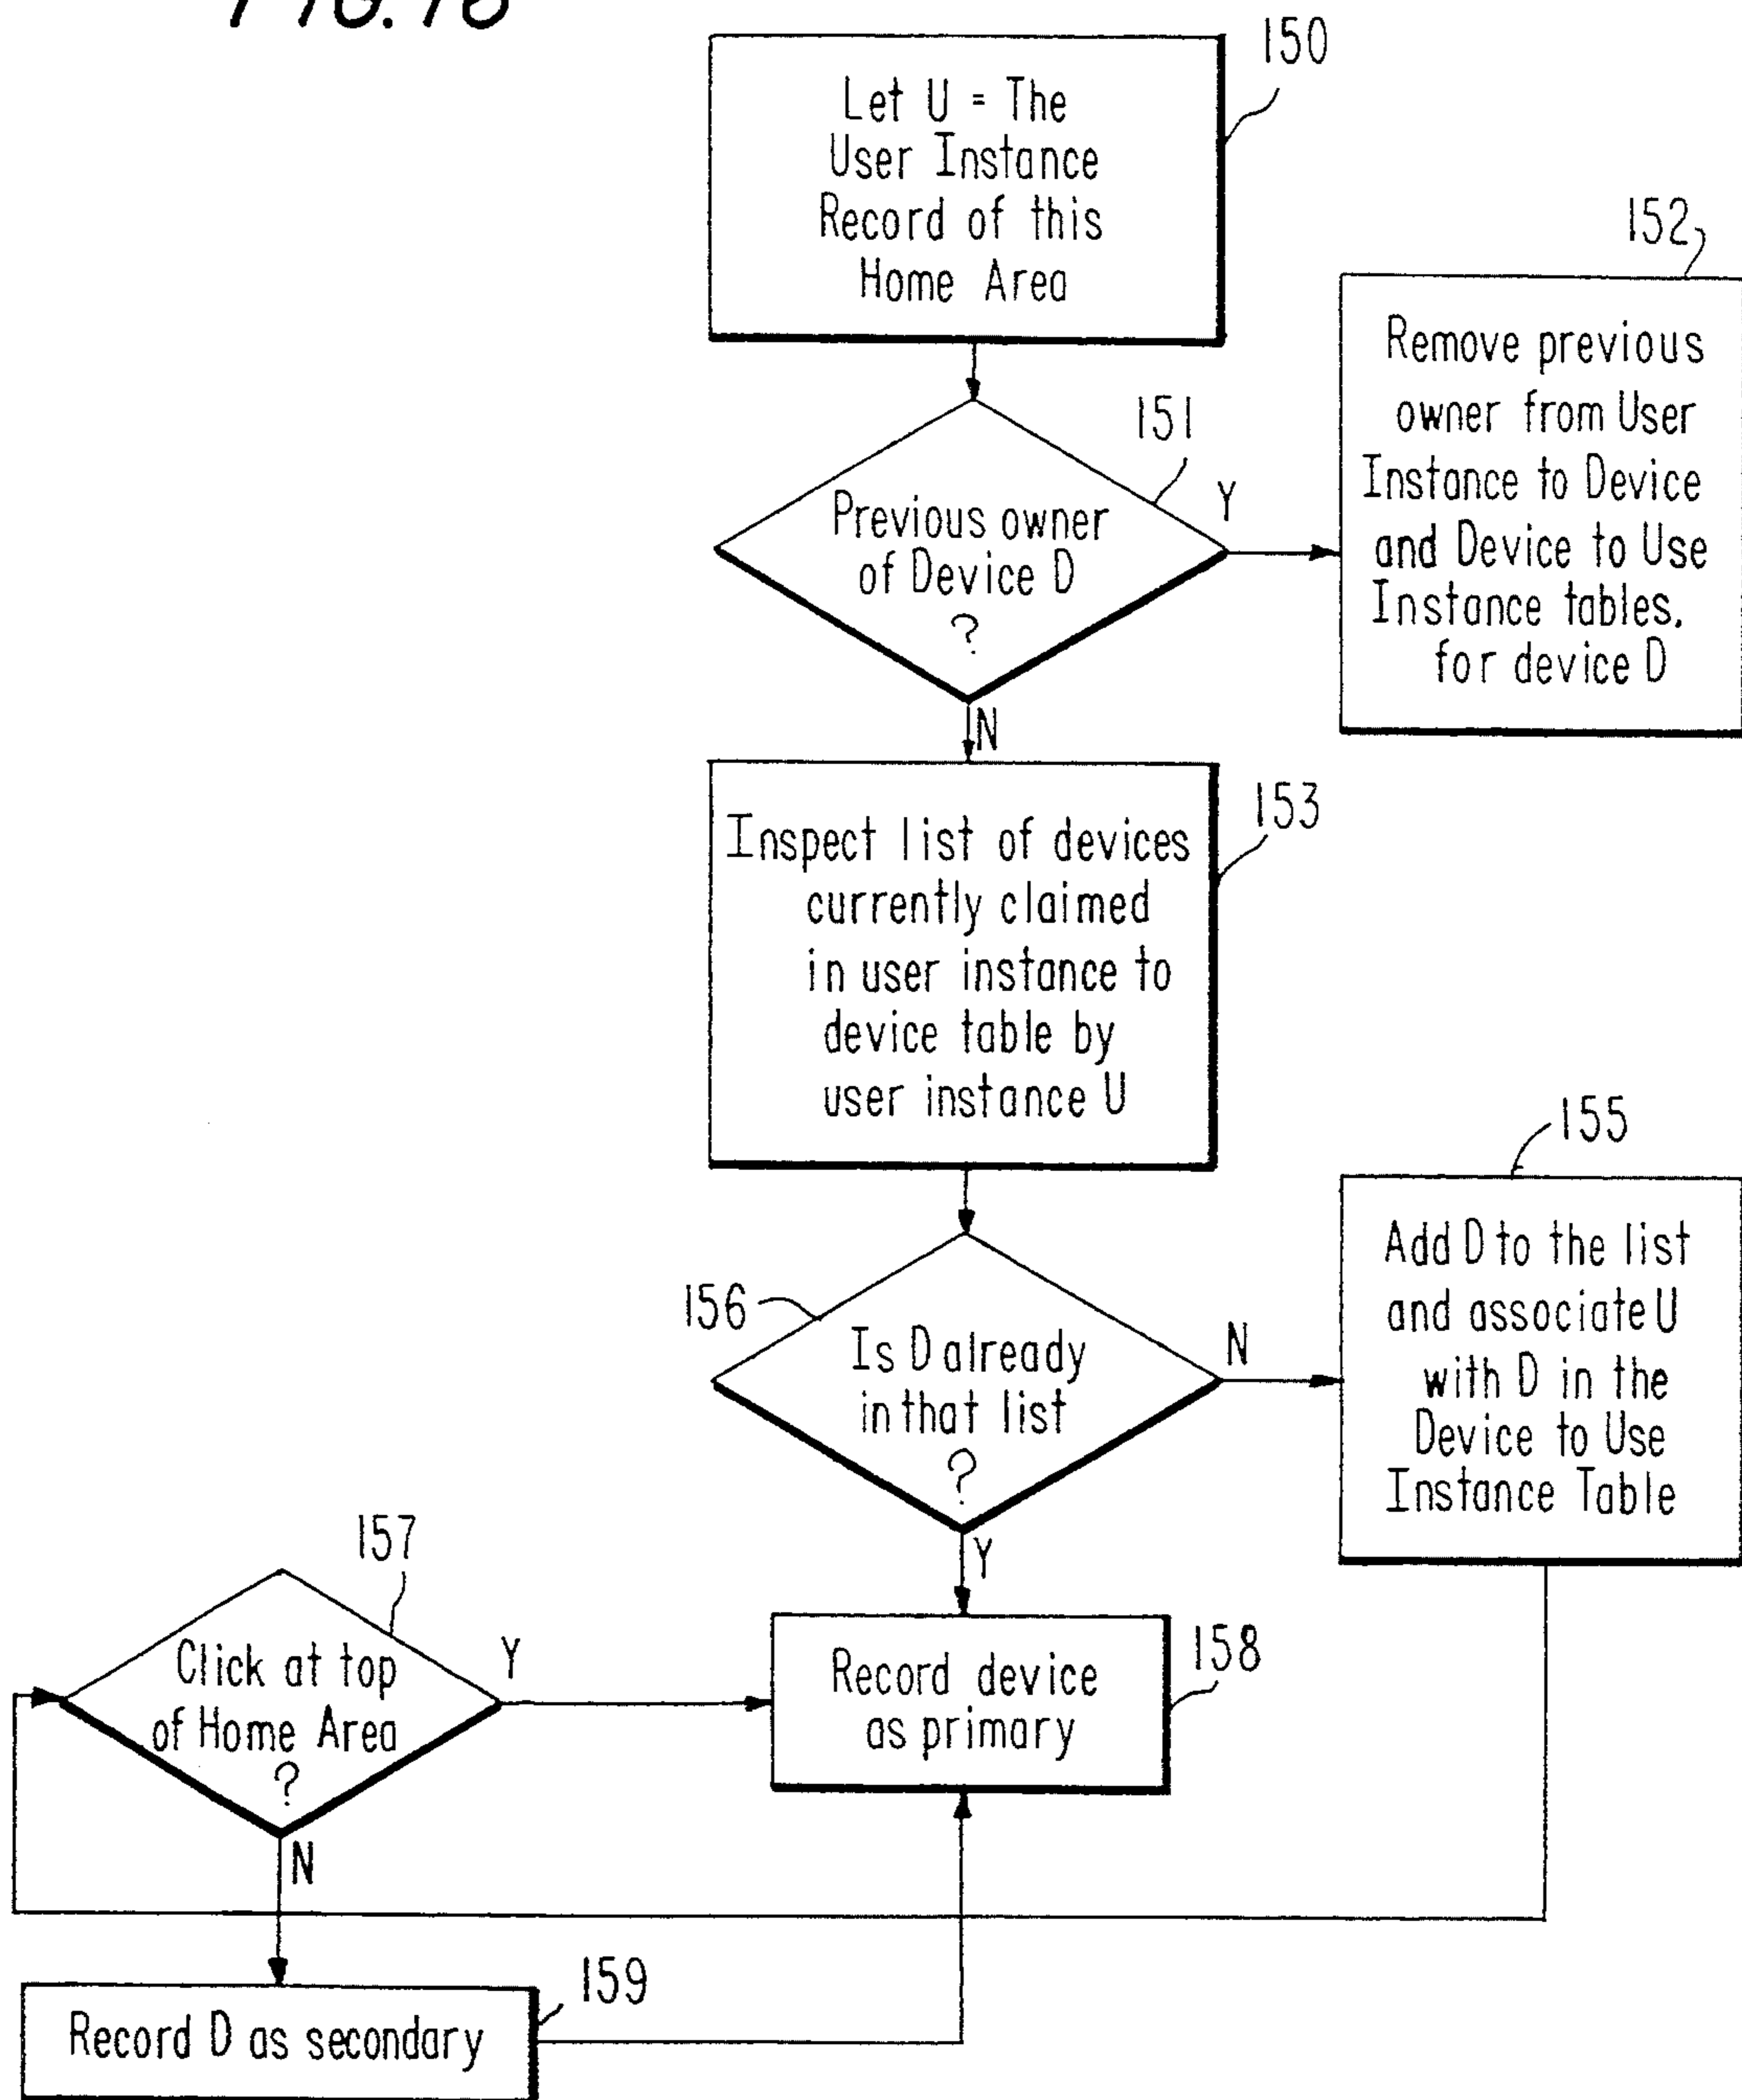 150
Let U = The
User Instance
Record of this
Home Area
152
151
Previous owner
of Device D
?
Y
Remove previous
owner from User
Instance to Device
and Device to Use
Instance tables.
for device D
N
153
Inspect list of devices
currently claimed
in user instance to
device table by
user instance U
155
156
Is D already
in that list
?
N
Add D to the list
and associate U
with D in the
Device to Use
Instance Table
Y
157
Click at top
of Home Area
?
Y
158
Record device
as primary
N
159
Record D as secondary